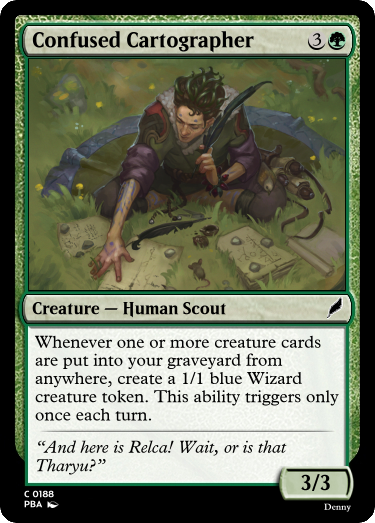 Confused Cartographer 3
Creature — Human Scout
Whenever one or more creature cards
are put into your graveyard from
anywhere, create a 1/1 blue Wizard
creature token. This ability triggers only
once each turn.
“And here is Relca! Wait, or is that
Tharyu?”
3/3
C 0188
PBA
Denny